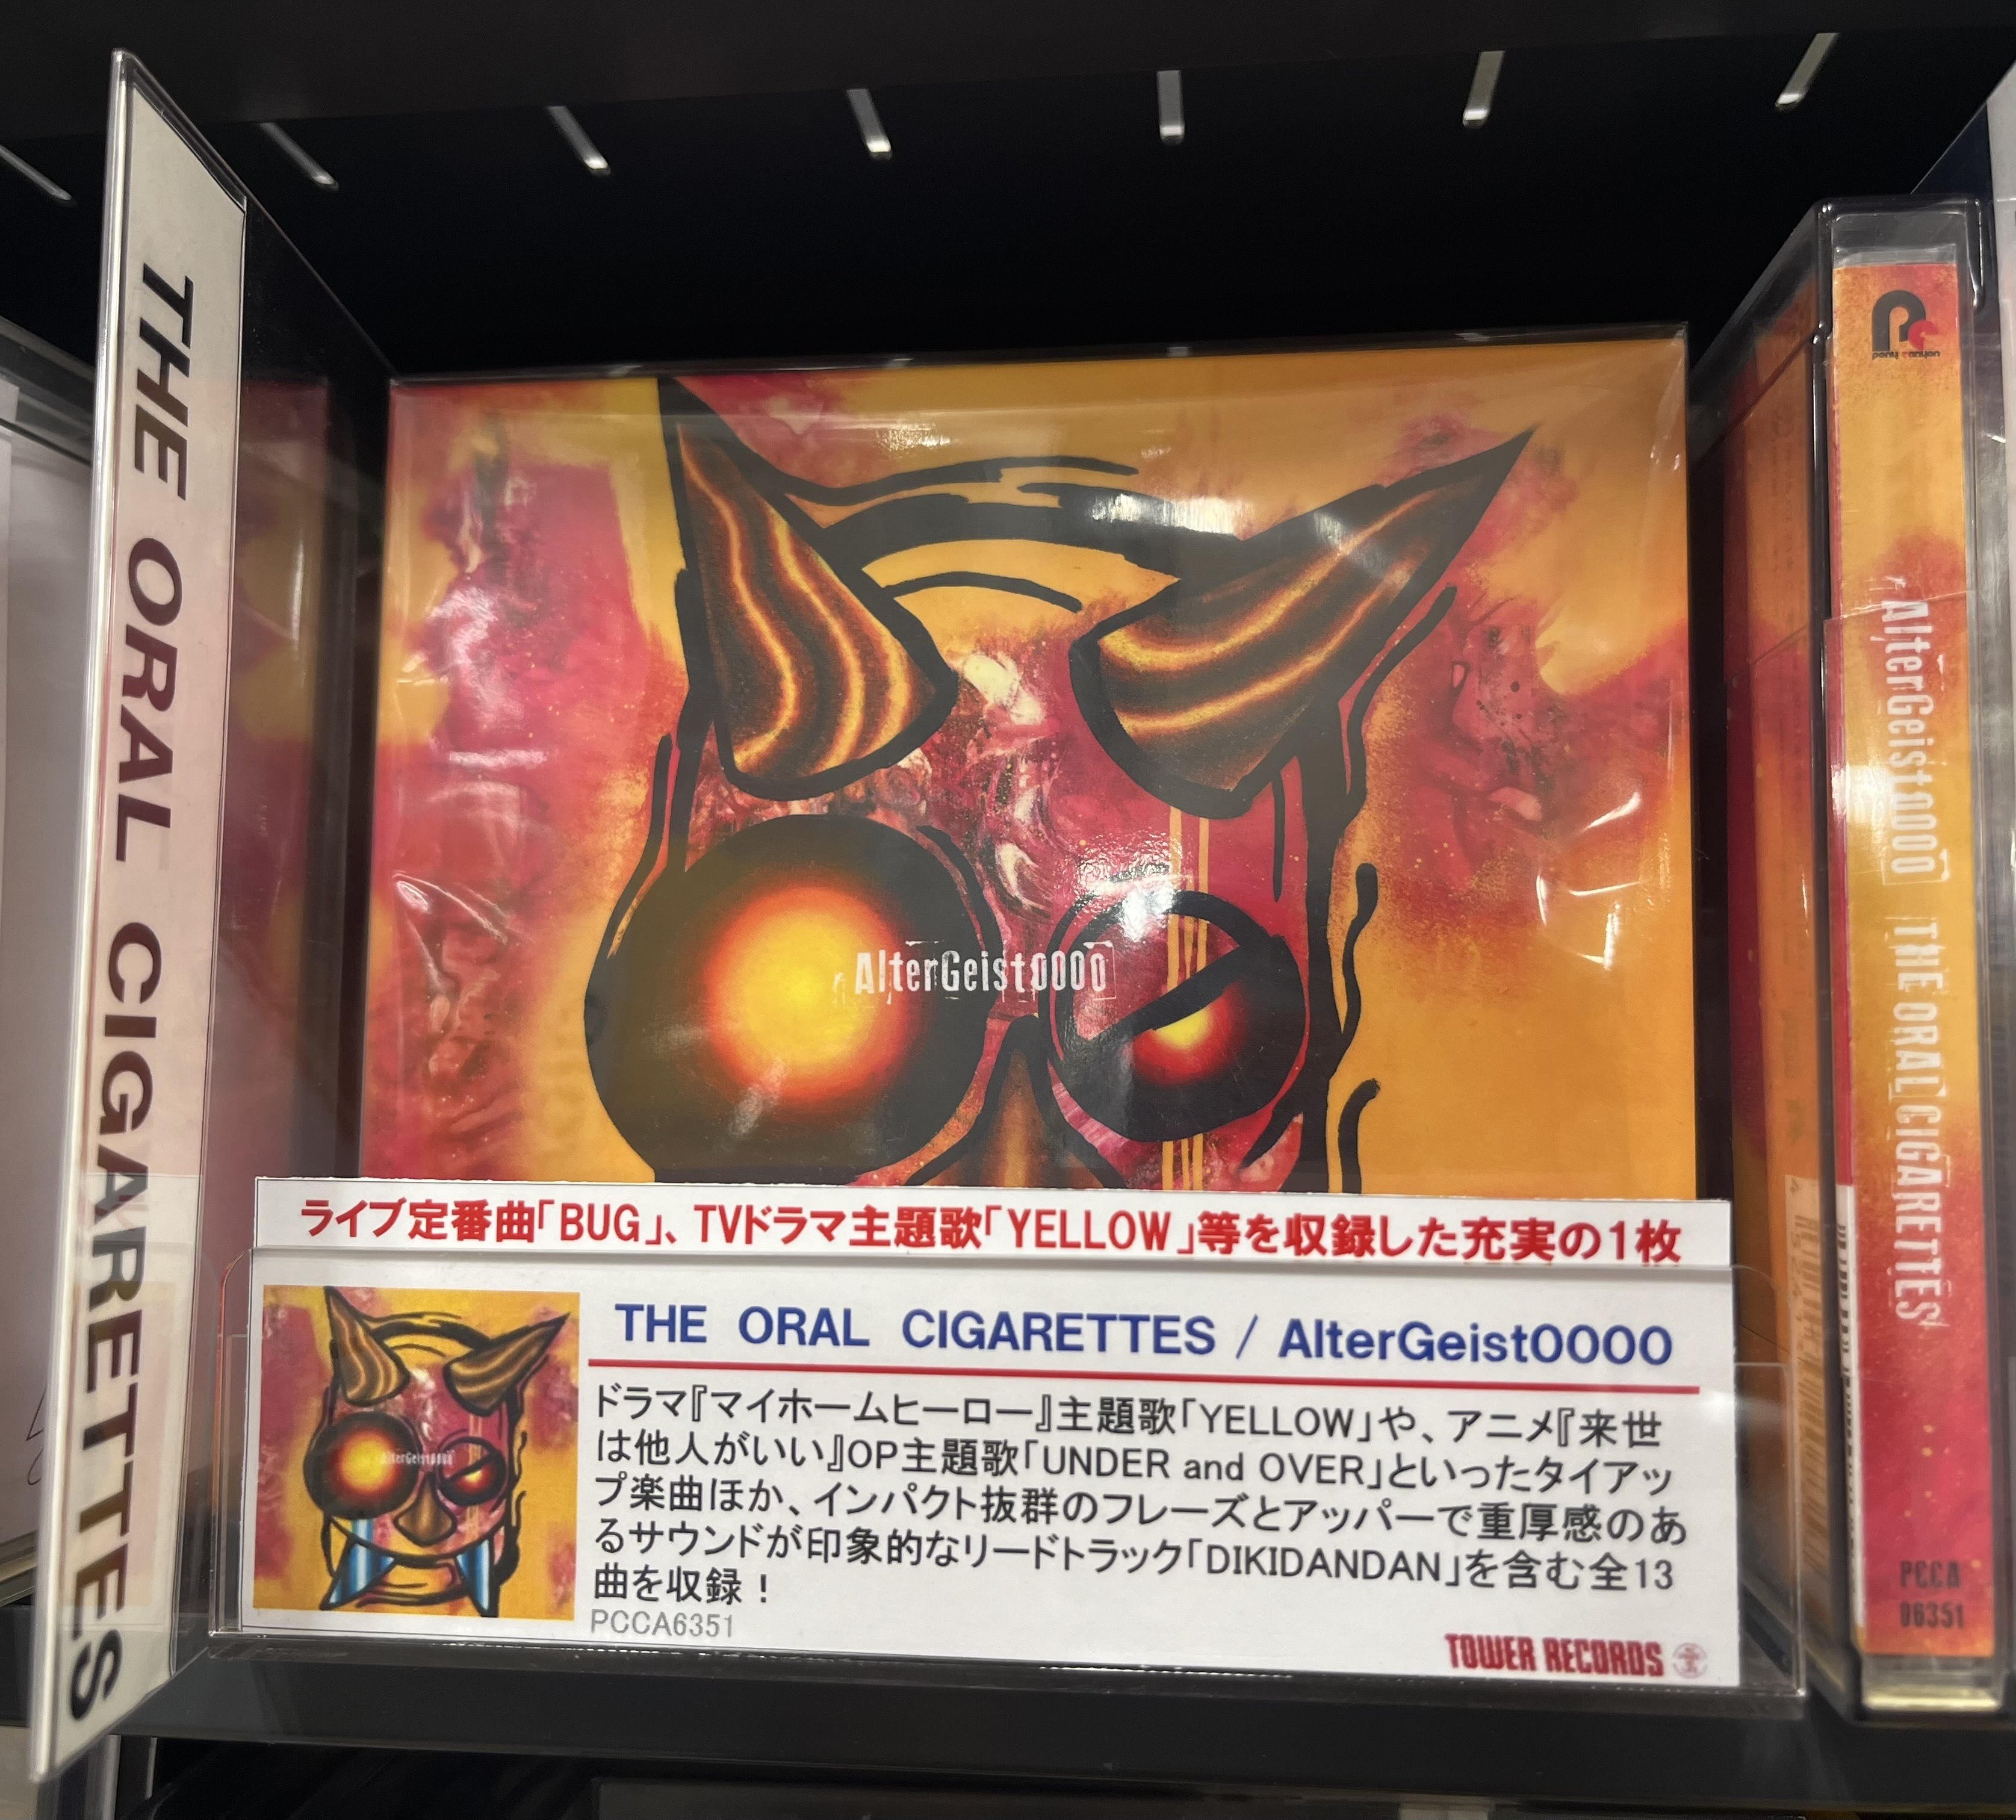 THE ORAL CIGARETTES
AlterGeist0000
ライブ定番曲「BUG」、TVドラマ主題歌「YELLOW」等を収録した充実の1枚
AlterGeist0000
THE ORAL CIGARETTES / AlterGeist0000
ドラマ『マイホームヒーロー』主題歌「YELLOW」や、アニメ『来世
は他人がいい』OP主題歌「UNDER and OVER」といったタイアッ
プ楽曲ほか、インパクト抜群のフレーズとアッパーで重厚感のあ
るサウンドが印象的なリードトラック「DIKIDANDAN」を含む全13
曲を収録！
PCCA6351
TOWER RECORDS
pony canyon
AlterGeist0000 THE ORAL CIGARETTES
PCCA
06351